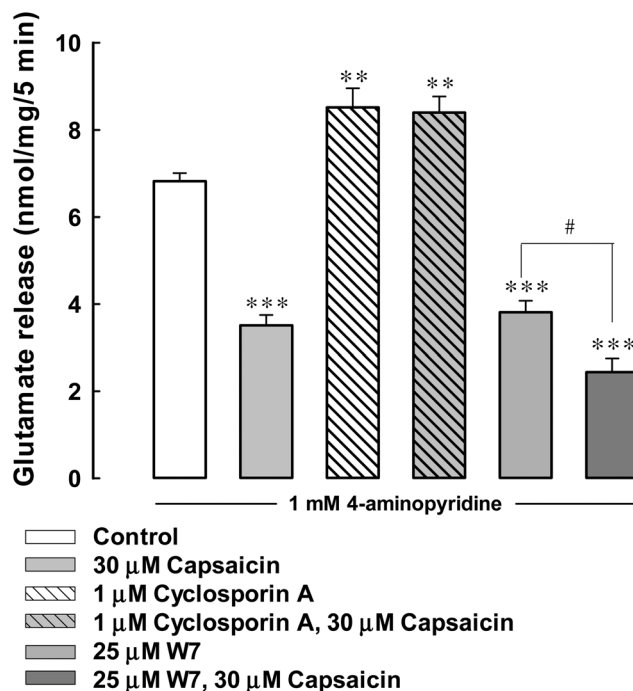 Glutamate release (nmol/mg/5 min)
10
8
6
4
2
0
**
**
***
***
***
#
1 mM 4-aminopyridine
Control
30 μM Capsaicin
1 μM Cyclosporin A
1 μM Cyclosporin A, 30 μM Capsaicin
25 μM W7
25 μM W7, 30 μM Capsaicin